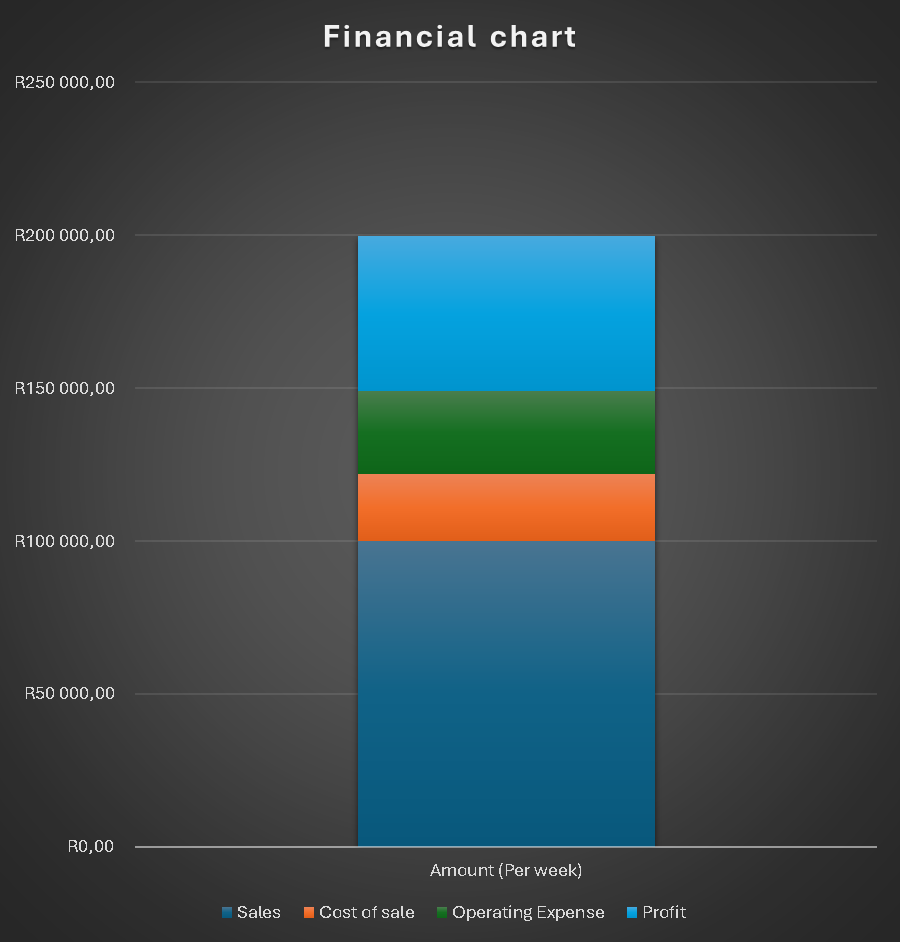 Financial chart
R250 000,00
R200 000,00
R150 000,00
R100 000,00
R50 000,00
R0,00
Amount (Per week)
Sales Cost of sale Operating Expense Profit